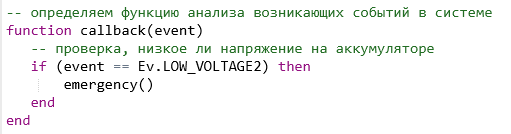 -- определяем функцию анализа возникающих событий в системе
function callback(event)
-- проверка, низкое ли напряжение на аккумуляторе
if (event == Ev.LOW_VOLTAGE2) then
emergency()
end
end